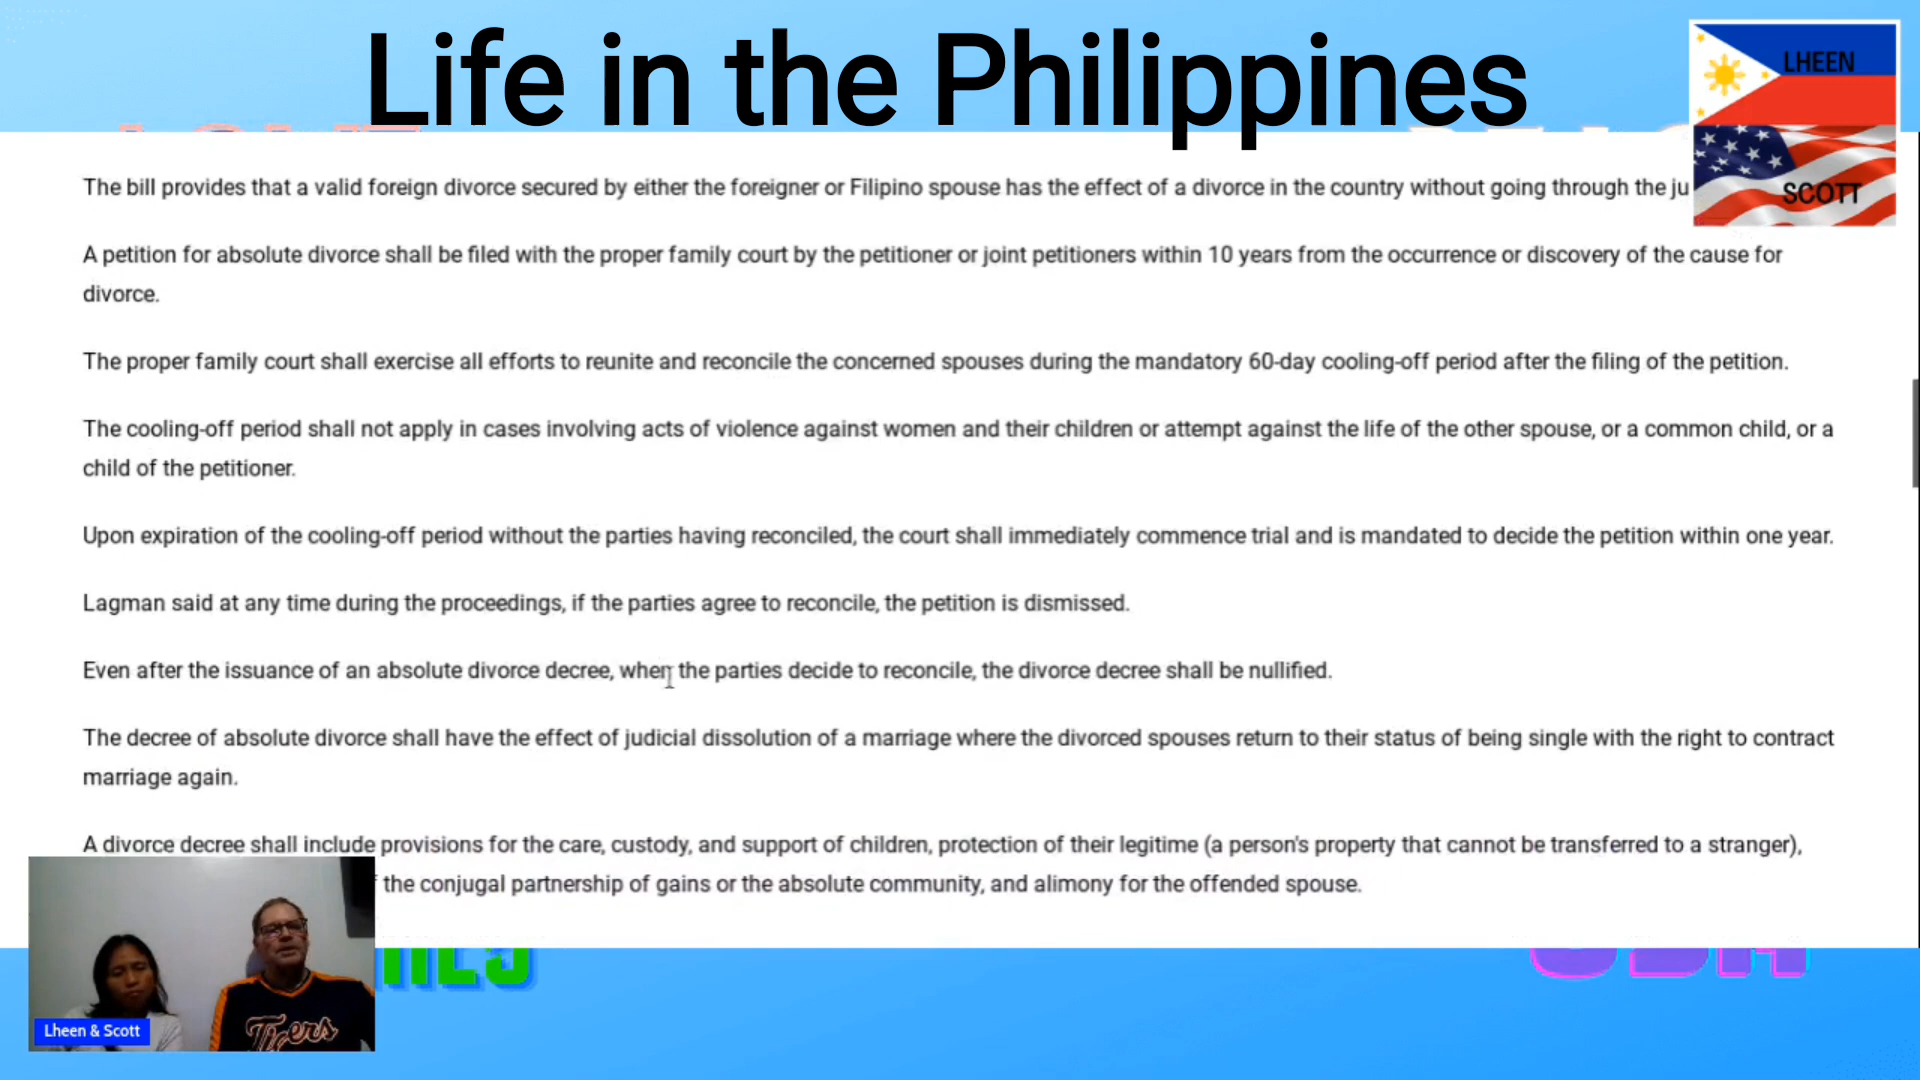 Life in the Philippines
LHEEN
SCOTT
The bill provides that a valid foreign divorce secured by either the foreigner or Filipino spouse has the effect of a divorce in the country without going through the
A petition for absolute divorce shall be filed with the proper family court by the petitioner or joint petitioners within 10 years from the occurrence or discovery of the cause for
divorce.
The proper family court shall exercise all efforts to reunite and reconcile the concerned spouses during the mandatory 60-day cooling-off period after the filing of the petition.
The cooling-off period shall not apply in cases involving acts of violence against women and their children or attempt against the life of the other spouse, or a common child, or a
child of the petitioner.
Upon expiration of the cooling-off period without the parties having reconciled, the court shall immediately commence trial and is mandated to decide the petition within one year.
Lagman said at any time during the proceedings, if the parties agree to reconcile, the petition is dismissed.
Even after the issuance of an absolute divorce decree, when the parties decide to reconcile, the divorce decree shall be nullified.
The decree of absolute divorce shall have the effect of judicial dissolution of a marriage where the divorced spouses return to their status of being single with the right to contract
marriage again.
A divorce decree shall include provisions for the care, custody, and support of children, protection of their legitime (a person's property that cannot be transferred to a stranger),
the conjugal partnership of gains or the absolute community, and alimony for the offended spouse.
Tigers
Lheen & Scott